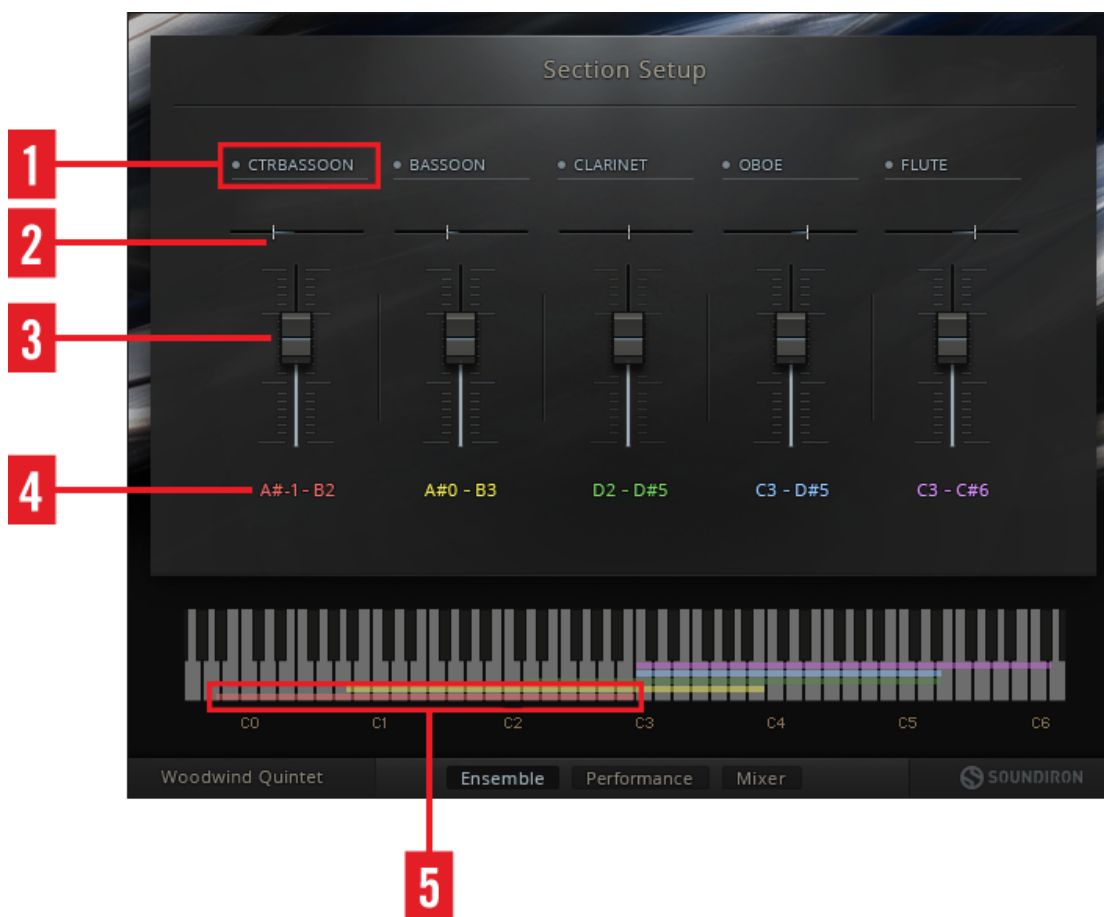 Section Setup
1
CTRBASSOON BASSOON CLARINET OBOE FLUTE
2
3
4
A#-1 - B2 A#0 - B3 D2 - D#5 C3 - D#5 C3 - C#6
C0 C1 C2 C3 C4 C5 C6
Woodwind Quintet Ensemble Performance Mixer SOUNDIRON
5